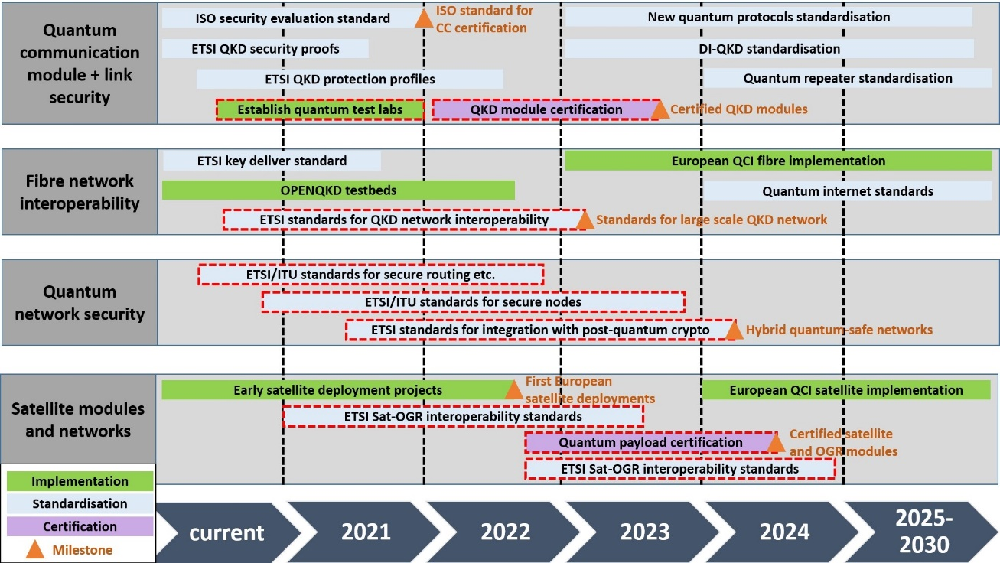 Quantum
communication
module + link
security
ISO security evaluation standard
ISO standard for
CC certification
New quantum protocols standardisation
ETSI QKD security proofs
DI-QKD standardisation
ETSI QKD protection profiles
Quantum repeater standardisation
Establish quantum test labs
QKD module certification
Certified QKD modules
Fibre network
interoperability
ETSI key deliver standard
European QCI fibre implementation
OPENQKD testbeds
Quantum internet standards
ETSI standards for QKD network interoperability
Standards for large scale QKD network
Quantum
network security
ETSI/ITU standards for secure routing etc.
ETSI/ITU standards for secure nodes
ETSI standards for integration with post-quantum crypto
Hybrid quantum-safe networks
Satellite modules
and networks
Early satellite deployment projects
First European
satellite deployments
European QCI satellite implementation
ETSI Sat-OGR interoperability standards
Quantum payload certification
Certified satellite
and OGR modules
ETSI Sat-OGR interoperability standards
Implementation
Standardisation
Certification
Milestone
current
2021
2022
2023
2024
2025-
2030